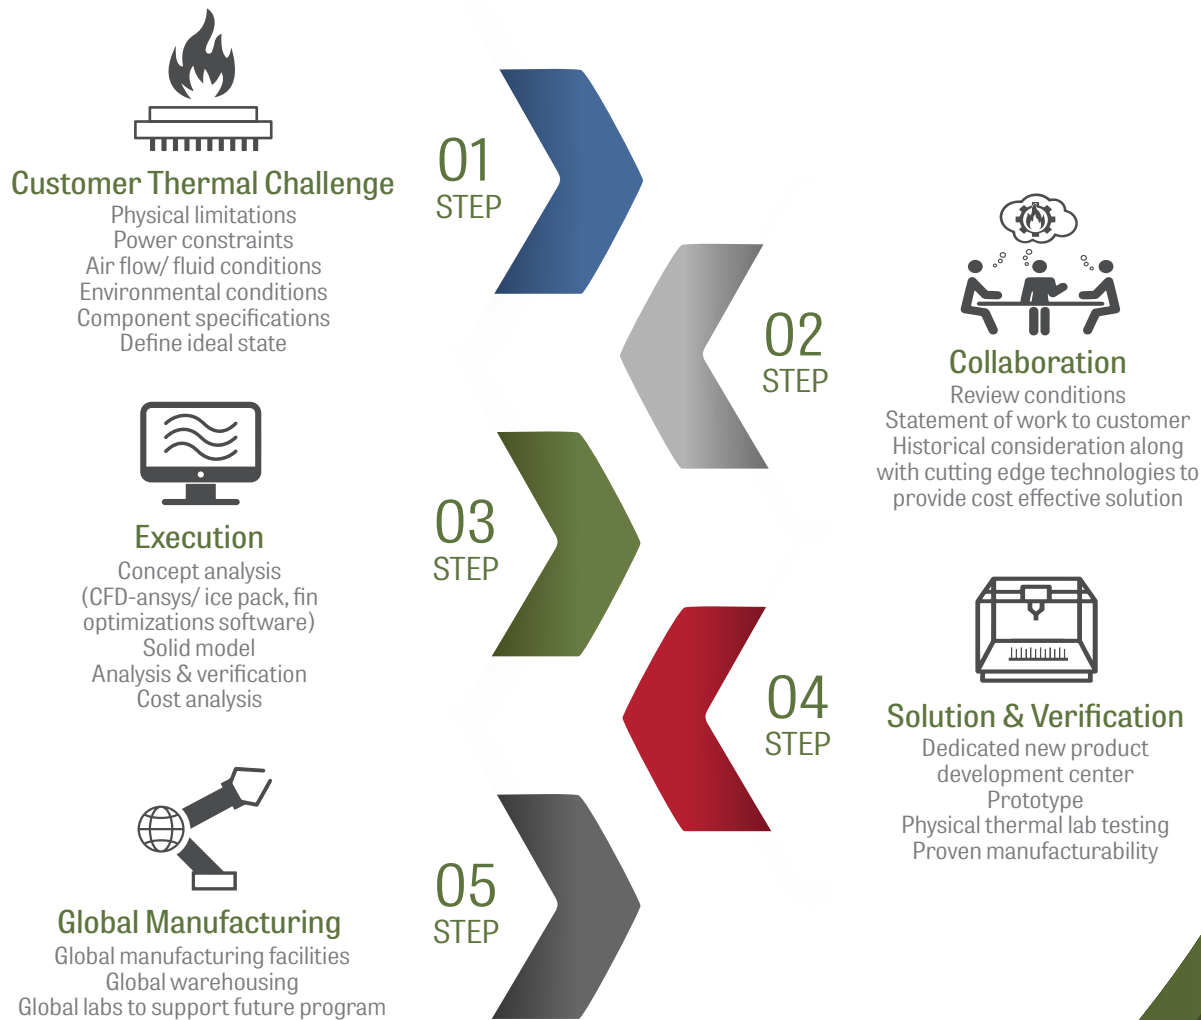 01
STEP
Customer Thermal Challenge
Physical limitations
Power constraints
Air flow/ fluid conditions
Environmental conditions
Component specifications
Define ideal state
02
STEP
Collaboration
Review conditions
Statement of work to customer
Historical consideration along
with cutting edge technologies to
provide cost effective solution
03
STEP
Execution
Concept analysis
(CFD-ansys/ ice pack, fin
optimizations software)
Solid model
Analysis & verification
Cost analysis
04
STEP
Solution & Verification
Dedicated new product
development center
Prototype
Physical thermal lab testing
Proven manufacturability
05
STEP
Global Manufacturing
Global manufacturing facilities
Global warehousing
Global labs to support future program